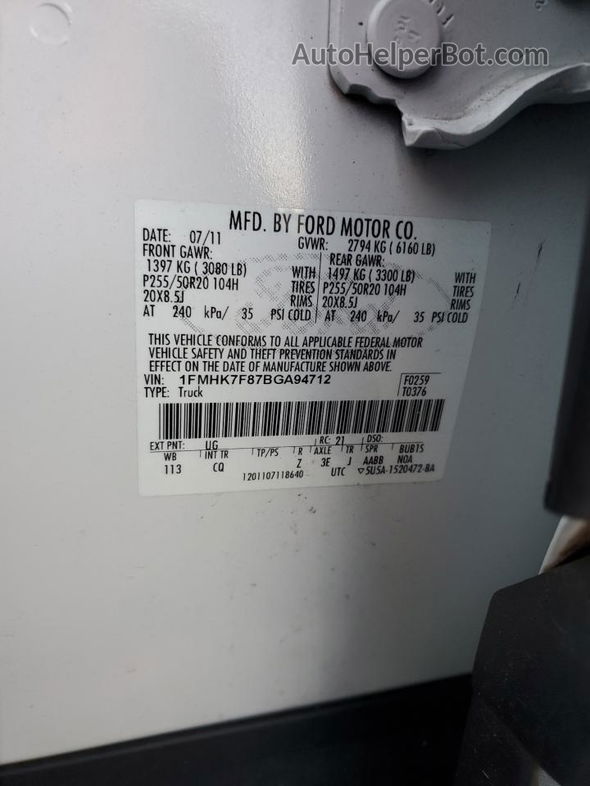 AutoHelperBot.com
MFD. BY FORD MOTOR CO.
DATE: 07/11 GVWR: 2794 KG ( 6160 LB)
FRONT GAWR: REAR GAWR:
1397 KG ( 3080 LB) WITH 1497 KG ( 3300 LB) WITH
P255/50R20 104H TIRES P255/50R20 104H TIRES
20X8.5J RIMS 20X8.5J RIMS
AT 240 kPa/ 35 PSI COLD AT 240 kPa/ 35 PSI COLD
THIS VEHICLE CONFORMS TO ALL APPLICABLE FEDERAL MOTOR
VEHICLE SAFETY AND THEFT PREVENTION STANDARDS IN
EFFECT ON THE DATE OF MANUFACTURE SHOWN ABOVE.
VIN: 1FMHK7F87BGA94712 F0259
TYPE: Truck T0376
EXT PNT: UG RC: 21 DSO:
WB INT TR TP/PS R AXLE TR SPR BUB15
113 CQ Z 3E J AABB NOA
1201107118640 UTC ▽5U5A-1520472-BA